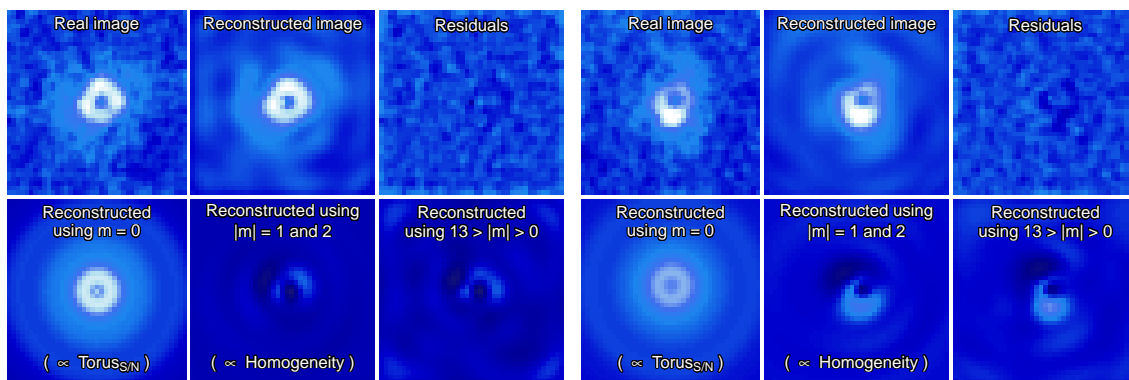 Real image
Reconstructed image
Residuals
Real image
Reconstructed image
Residuals
Reconstructed
using m = 0
( ∝ Torus_S/N )
Reconstructed using
|m| = 1 and 2
( ∝ Homogeneity )
Reconstructed
using 13 > |m| > 0
Reconstructed
using m = 0
( ∝ Torus_S/N )
Reconstructed using
|m| = 1 and 2
( ∝ Homogeneity )
Reconstructed
using 13 > |m| > 0